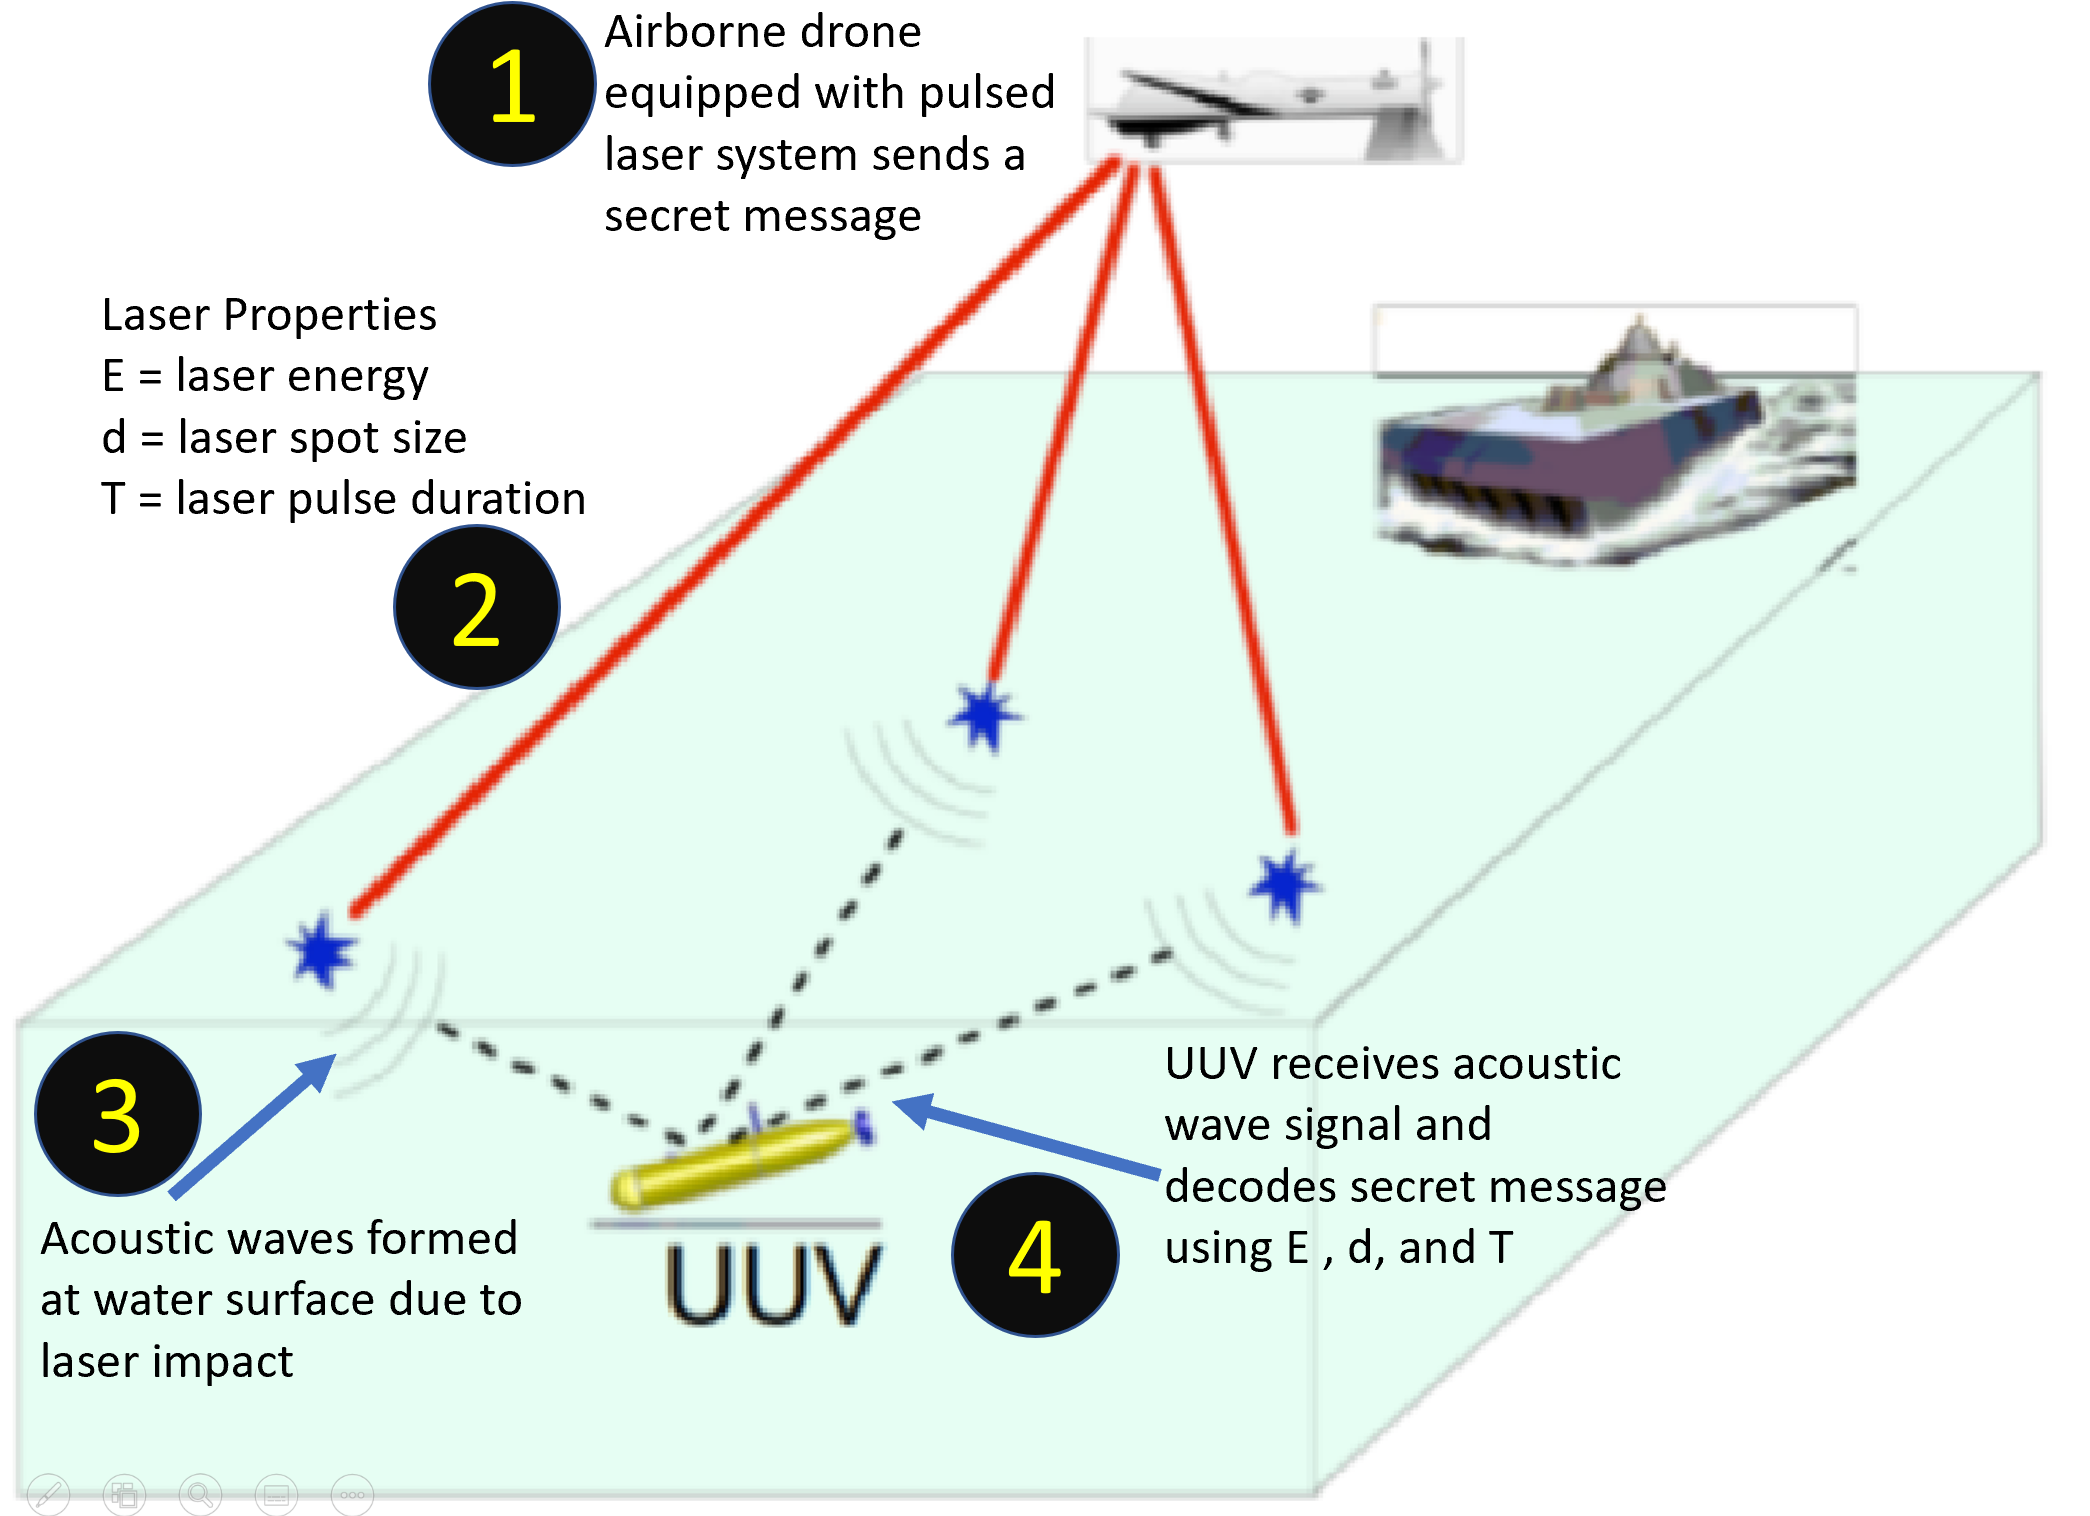 1
Airborne drone
equipped with pulsed
laser system sends a
secret message
Laser Properties
E = laser energy
d = laser spot size
T = laser pulse duration
2
3
Acoustic waves formed
at water surface due to
laser impact
UUV
4
UUV receives acoustic
wave signal and
decodes secret message
using E , d, and T